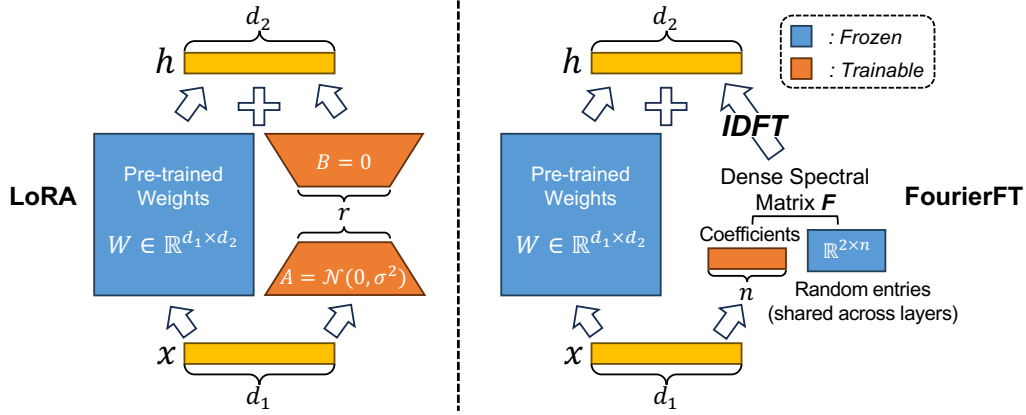 LoRA
d₂
h
Pre-trained
Weights
W ∈ ℝ^{d₁×d₂}
B = 0
r
A = 𝒩(0, σ²)
x
d₁
d₂
h
: Frozen
: Trainable
IDFT
Pre-trained
Weights
W ∈ ℝ^{d₁×d₂}
Dense Spectral
Matrix F
FourierFT
Coefficients
ℝ^{2×n}
n
Random entries
(shared across layers)
x
d₁